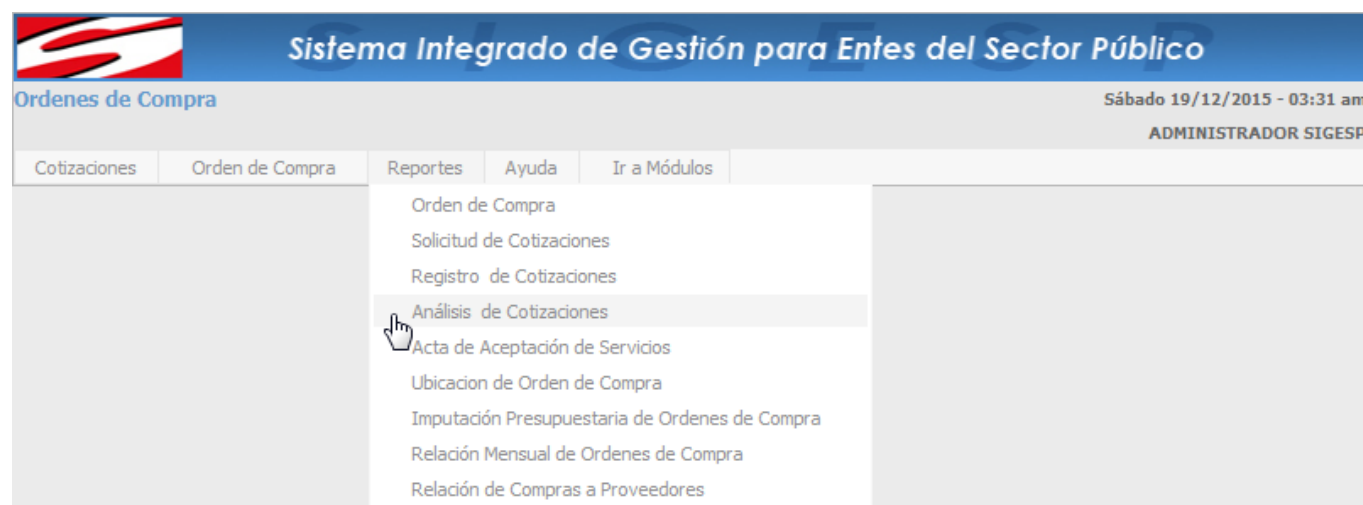 S I G E S P
Sistema Integrado de Gestión para Entes del Sector Público
Ordenes de Compra
Sábado 19/12/2015 - 03:31 am
ADMINISTRADOR SIGESP
Cotizaciones Orden de Compra Reportes Ayuda Ir a Módulos
Orden de Compra
Solicitud de Cotizaciones
Registro de Cotizaciones
Análisis de Cotizaciones
Acta de Aceptación de Servicios
Ubicacion de Orden de Compra
Imputación Presupuestaria de Ordenes de Compra
Relación Mensual de Ordenes de Compra
Relación de Compras a Proveedores